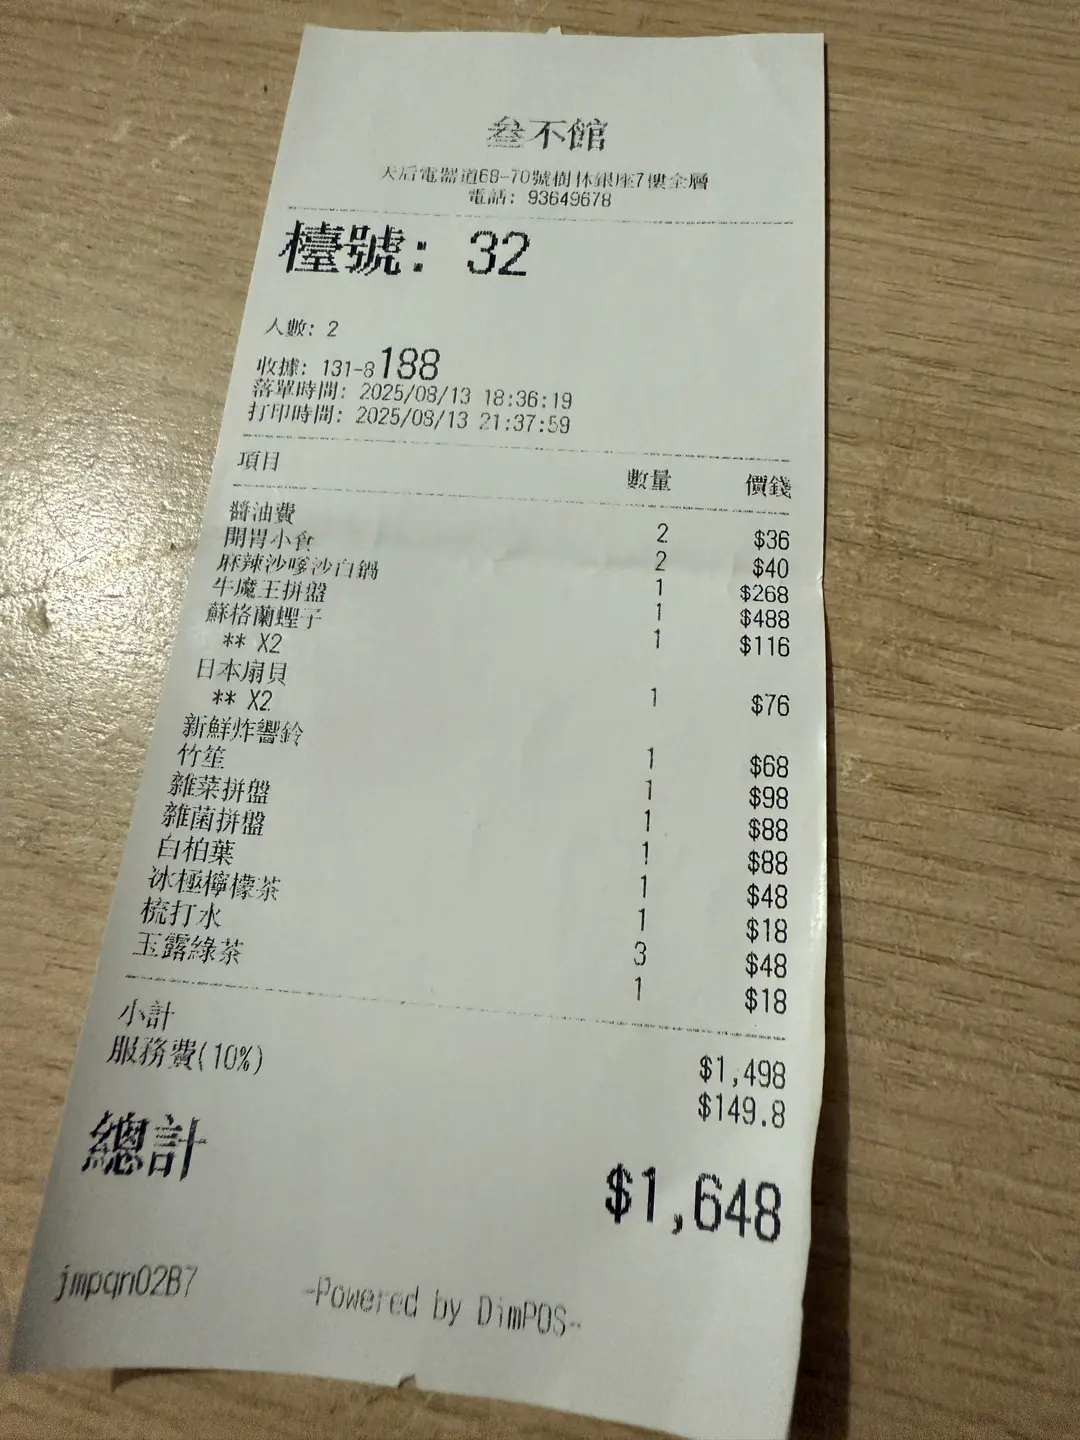 叁不館
天后電器道68-70號樹林銀座7樓全層
電話: 93649678
檯號: 32
人數: 2
收據: 131-8188
落單時間: 2025/08/13 18:36:19
打印時間: 2025/08/13 21:37:59
項目 數量 價錢
醬油費 2 $36
開胃小食 2 $40
麻辣沙嗲沙白鍋 1 $268
牛魔王拼盤 1 $488
蘇格蘭蟶子 1 $116
** X2
日本扇貝 1 $76
** X2
新鮮炸響鈴 1 $68
竹笙 1 $98
雜菜拼盤 1 $88
雜菌拼盤 1 $88
白柏葉 1 $48
冰極檸檬茶 1 $18
梳打水 3 $48
玉露綠茶 1 $18
小計 $1,498
服務費(10%) $149.8
總計 $1,648
jmpqri02B7 -Powered by DimPOS-